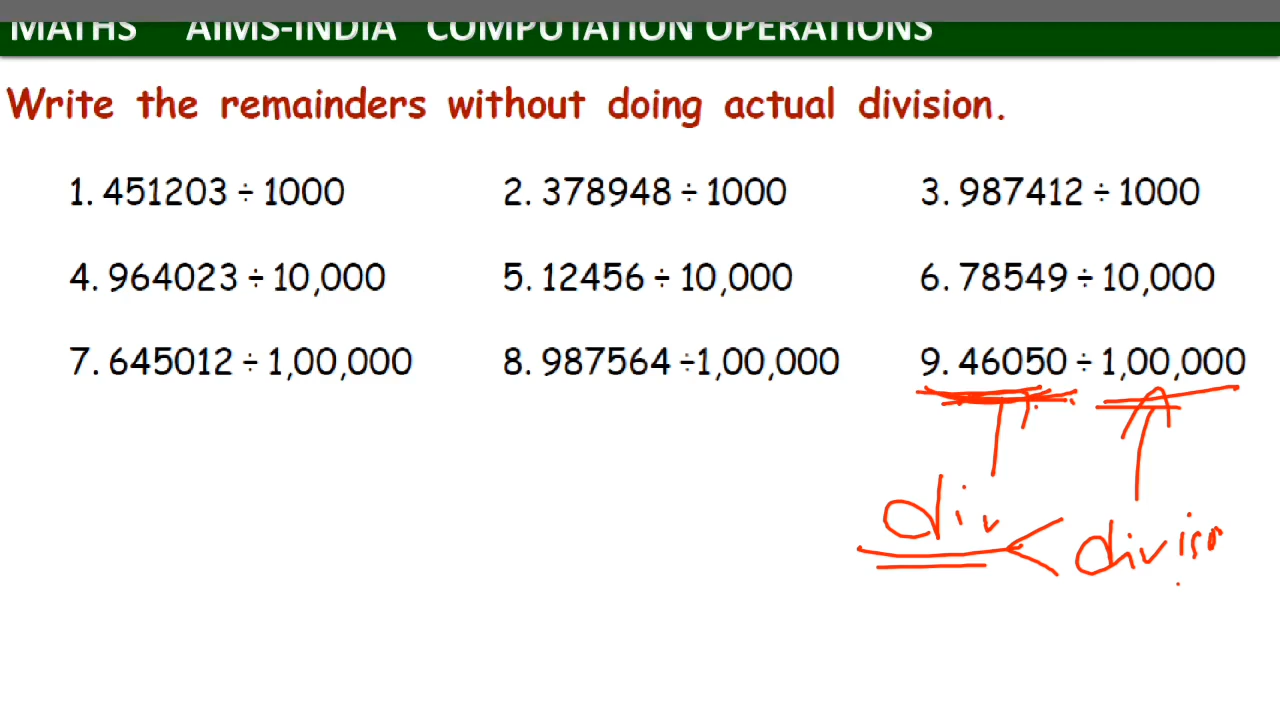 MATHS AIMS-INDIA COMPUTATION OPERATIONS
Write the remainders without doing actual division.
1. 451203 ÷ 1000 2. 378948 ÷ 1000 3. 987412 ÷ 1000
4. 964023 ÷ 10,000 5. 12456 ÷ 10,000 6. 78549 ÷ 10,000
7. 645012 ÷ 1,00,000 8. 987564 ÷1,00,000 9. 46050 ÷ 1,00,000
div < divisor